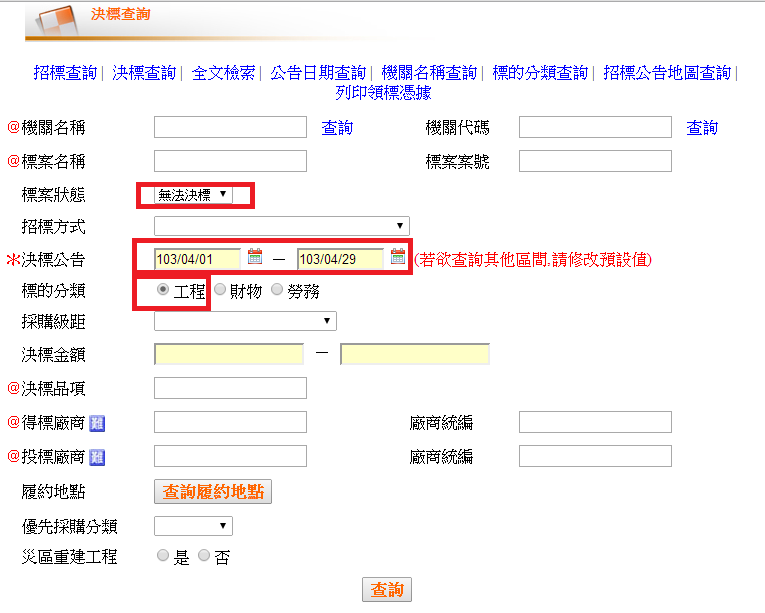 決標查詢
招標查詢| 決標查詢| 全文檢索| 公告日期查詢| 機關名稱查詢| 標的分類查詢| 招標公告地圖查詢|
列印領標憑據
@機關名稱 查詢 機關代碼 查詢
@標案名稱 標案案號
標案狀態 無法決標
招標方式
*決標公告 103/04/01 — 103/04/29 (若欲查詢其他區間,請修改預設值)
標的分類 工程 財物 勞務
採購級距
決標金額 —
@決標品項
@得標廠商 難 廠商統編
@投標廠商 難 廠商統編
履約地點 查詢履約地點
優先採購分類
災區重建工程 是 否
查詢